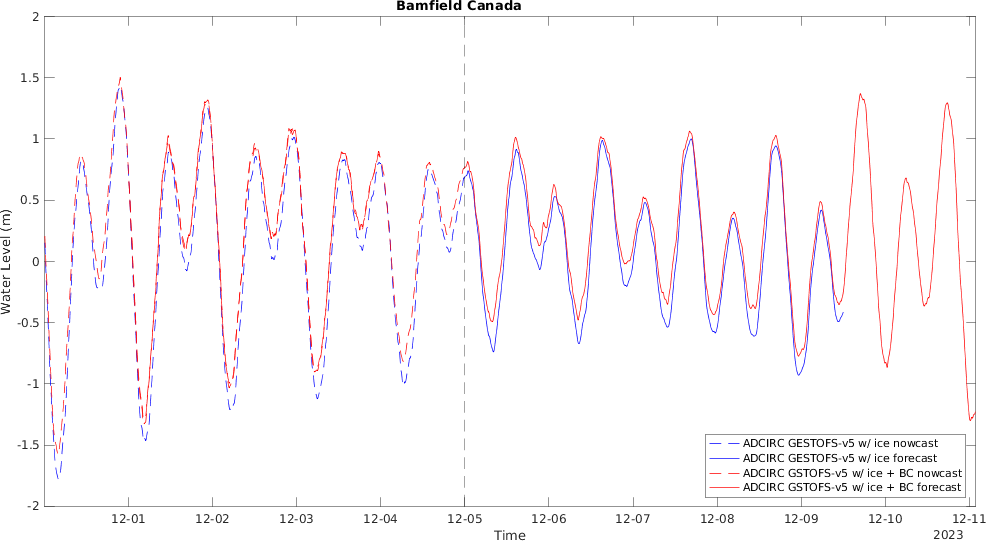 Bamfield Canada
2
1.5
1
0.5
0
-0.5
-1
-1.5
-2
Water Level (m)
12-01 12-02 12-03 12-04 12-05 12-06 12-07 12-08 12-09 12-10 12-11
Time
2023
ADCIRC GESTOFS-v5 w/ ice nowcast
ADCIRC GESTOFS-v5 w/ ice forecast
ADCIRC GSTOFS-v5 w/ ice + BC nowcast
ADCIRC GSTOFS-v5 w/ ice + BC forecast